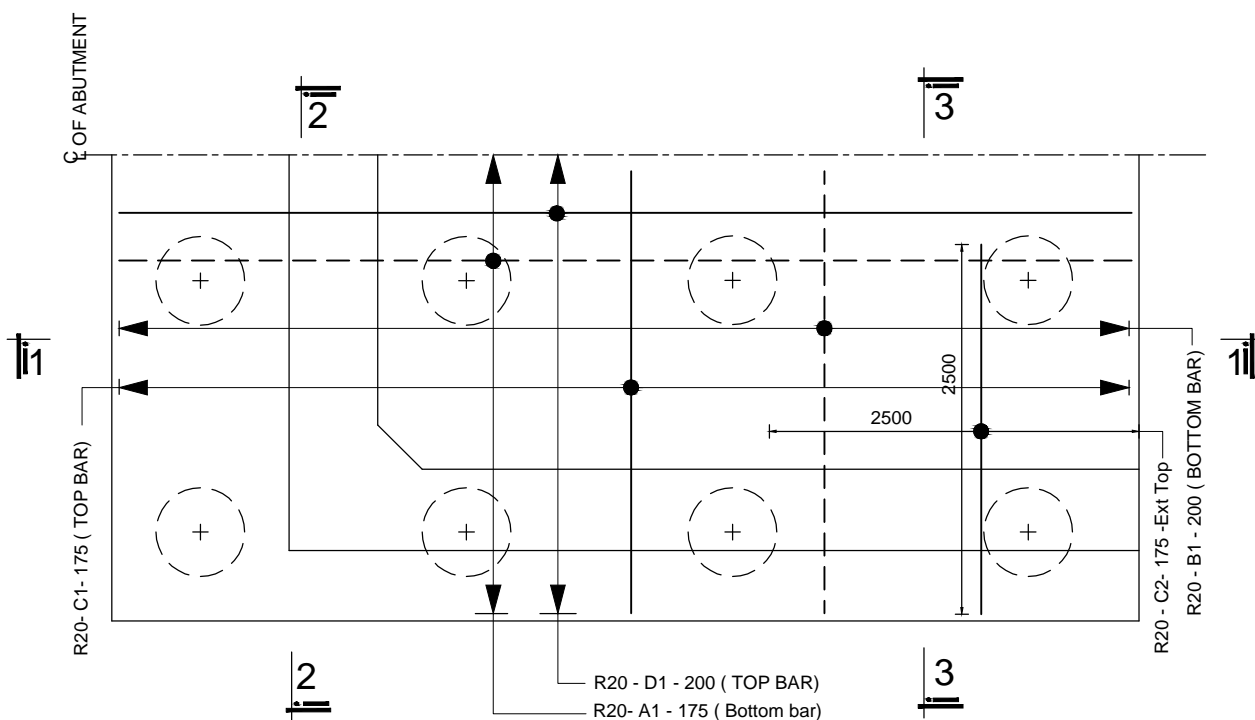 ℄ OF ABUTMENT
2
3
1
1
2500
2500
R20- C1- 175 ( TOP BAR)
R20 - C2- 175 -Ext Top
R20 - B1 - 200 ( BOTTOM BAR)
2
3
R20 - D1 - 200 ( TOP BAR)
R20- A1 - 175 ( Bottom bar)